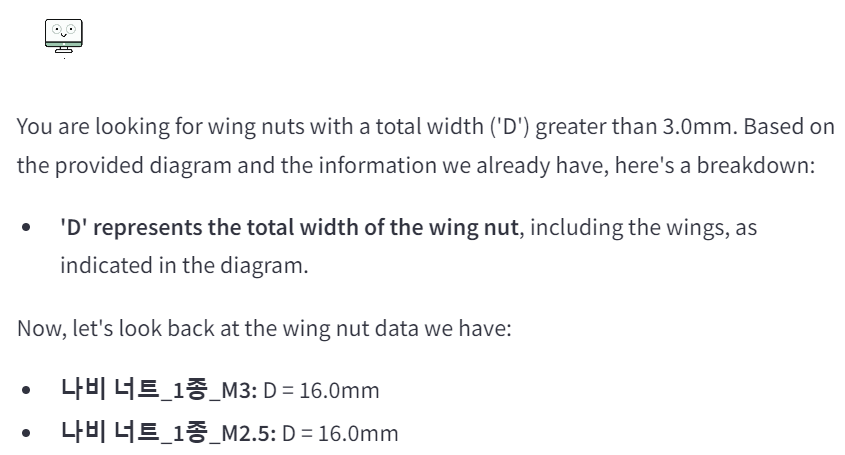 You are looking for wing nuts with a total width ('D') greater than 3.0mm. Based on
the provided diagram and the information we already have, here's a breakdown:
'D' represents the total width of the wing nut, including the wings, as
indicated in the diagram.
Now, let's look back at the wing nut data we have:
나비 너트_1종_M3: D = 16.0mm
나비 너트_1종_M2.5: D = 16.0mm